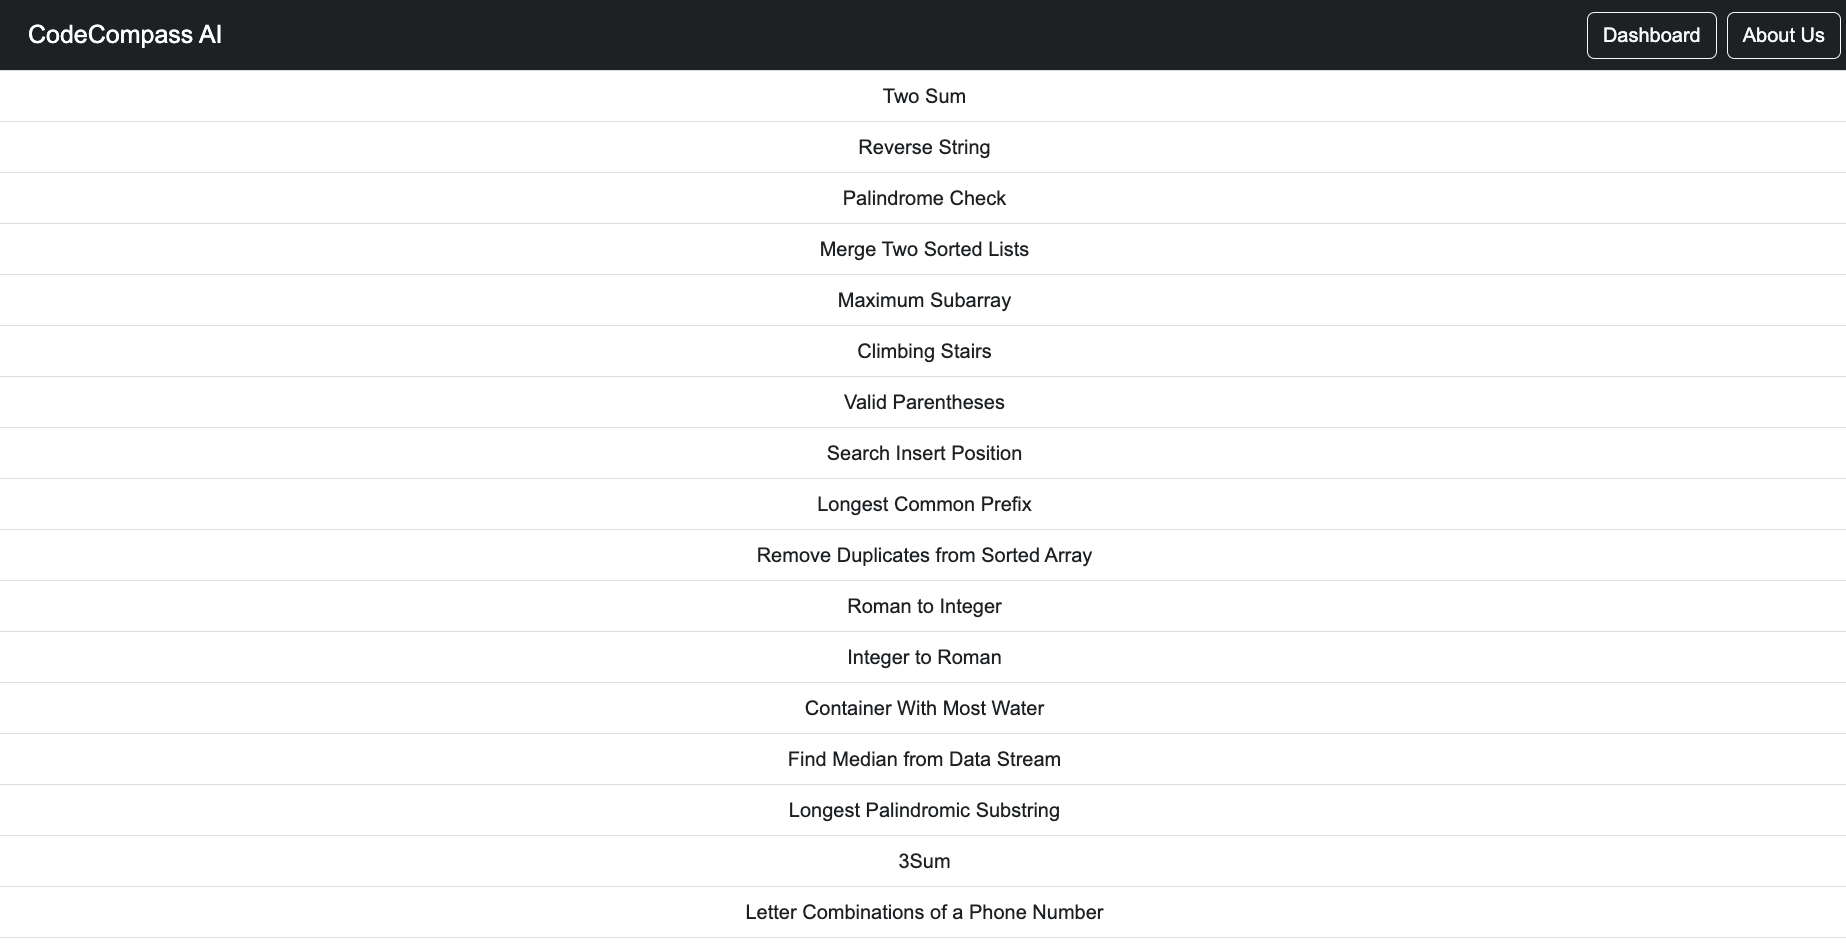 CodeCompass AI
Dashboard
About Us
Two Sum
Reverse String
Palindrome Check
Merge Two Sorted Lists
Maximum Subarray
Climbing Stairs
Valid Parentheses
Search Insert Position
Longest Common Prefix
Remove Duplicates from Sorted Array
Roman to Integer
Integer to Roman
Container With Most Water
Find Median from Data Stream
Longest Palindromic Substring
3Sum
Letter Combinations of a Phone Number